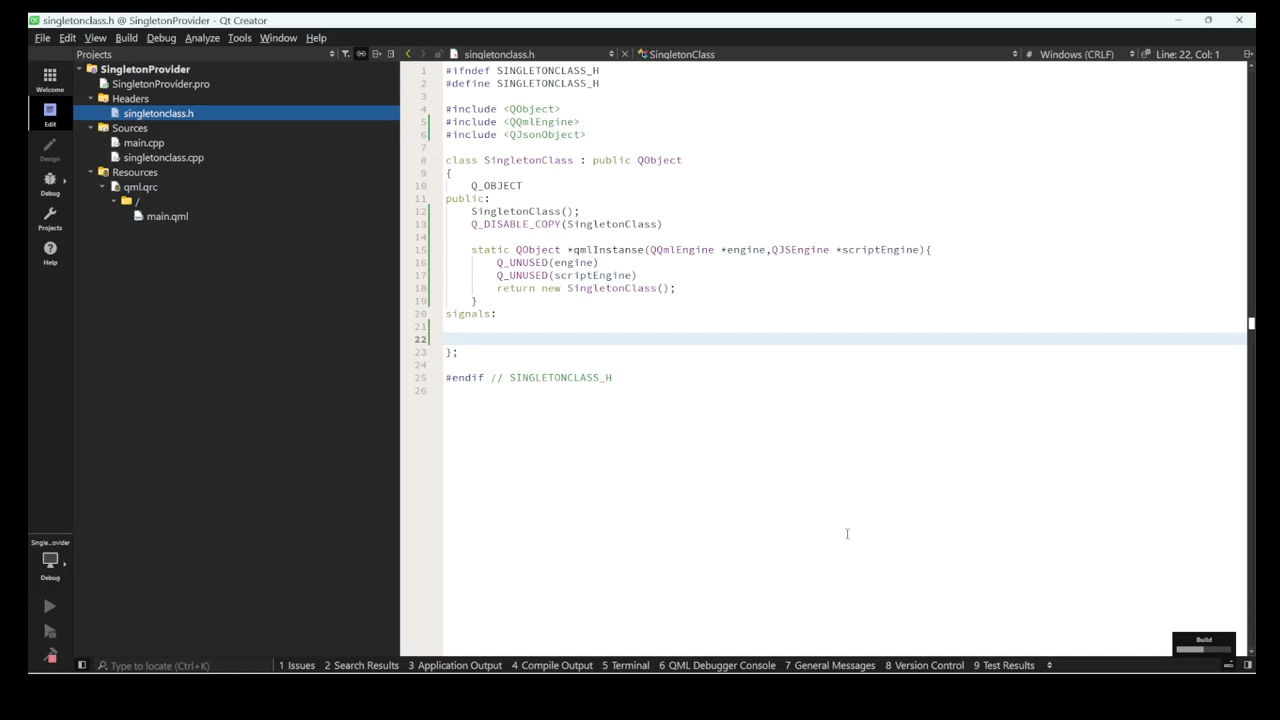 singletonclass.h @ SingletonProvider - Qt Creator
File Edit View Build Debug Analyze Tools Window Help
Projects
singletonclass.h
SingletonClass
# Windows (CRLF)
Line: 22, Col: 1
Welcome
Edit
Design
Debug
Projects
Help
SingletonProvider
SingletonProvider.pro
Headers
singletonclass.h
Sources
main.cpp
singletonclass.cpp
Resources
qml.qrc
/
main.qml
1 #ifndef SINGLETONCLASS_H
2 #define SINGLETONCLASS_H
3
4 #include <QObject>
5 #include <QQmlEngine>
6 #include <QJsonObject>
7
8 class SingletonClass : public QObject
9 {
10 Q_OBJECT
11 public:
12 SingletonClass();
13 Q_DISABLE_COPY(SingletonClass)
14
15 static QObject *qmlInstanse(QQmlEngine *engine,QJSEngine *scriptEngine){
16 Q_UNUSED(engine)
17 Q_UNUSED(scriptEngine)
18 return new SingletonClass();
19 }
20 signals:
21
22
23 };
24
25 #endif // SINGLETONCLASS_H
26
Single...ovider
Debug
Build
Type to locate (Ctrl+K)
1 Issues 2 Search Results 3 Application Output 4 Compile Output 5 Terminal 6 QML Debugger Console 7 General Messages 8 Version Control 9 Test Results